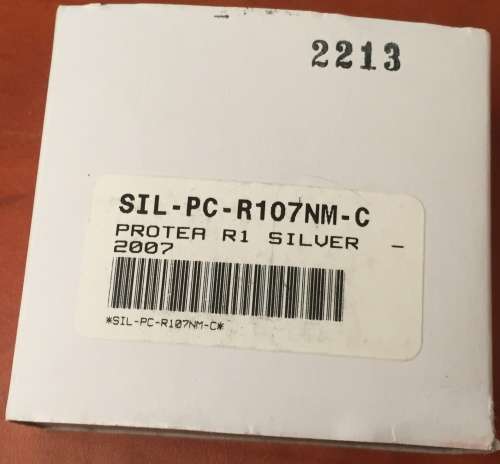 2213
SIL-PC-R107NM-C
PROTEA R1 SILVER -
2007
*SIL-PC-R107NM-C*